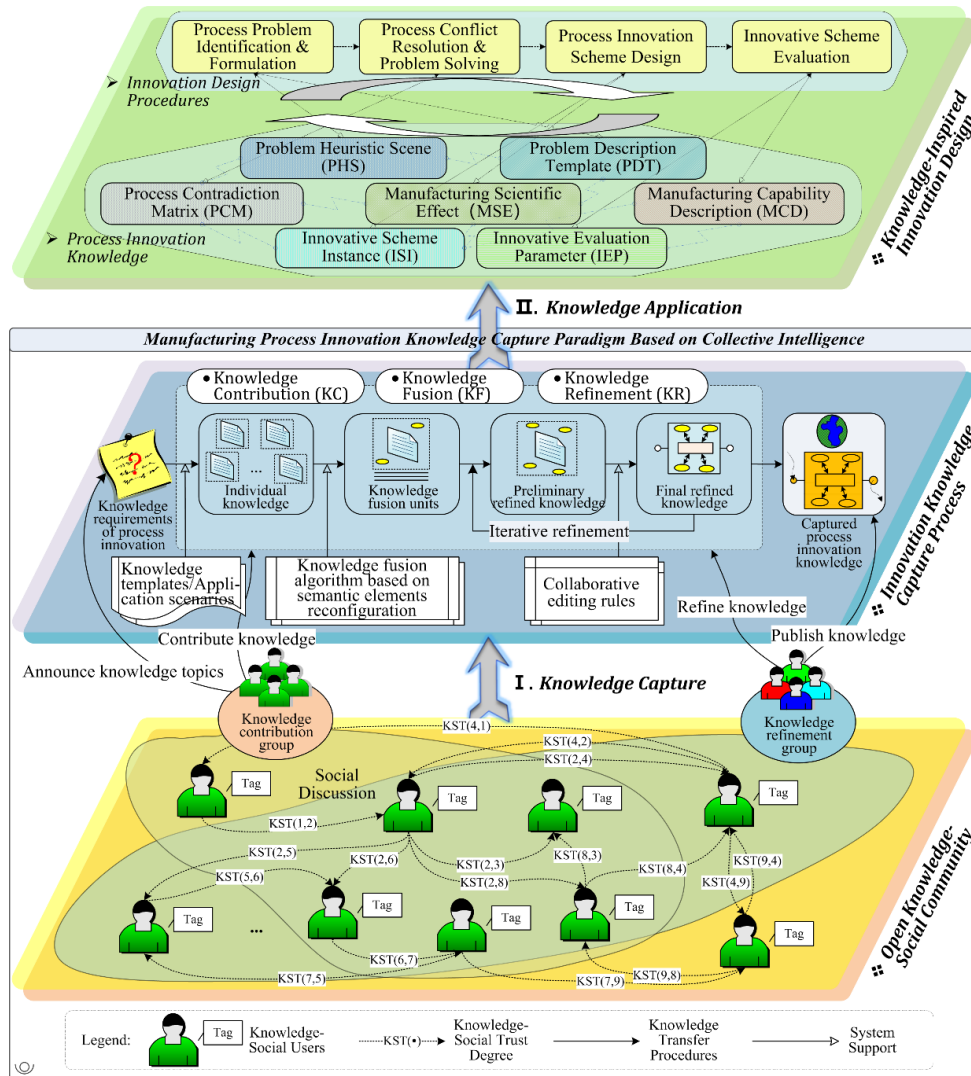 Process Problem
Identification &
Formulation
Process Conflict
Resolution &
Problem Solving
Process Innovation
Scheme Design
Innovative Scheme
Evaluation
➤ Innovation Design
Procedures
Problem Heuristic Scene
(PHS)
Problem Description
Template (PDT)
Process Contradiction
Matrix (PCM)
Manufacturing Scientific
Effect (MSE)
Manufacturing Capability
Description (MCD)
➤ Process Innovation
Knowledge
Innovative Scheme
Instance (ISI)
Innovative Evaluation
Parameter (IEP)
❖ Knowledge-Inspired
Innovation Design
II. Knowledge Application
Manufacturing Process Innovation Knowledge Capture Paradigm Based on Collective Intelligence
• Knowledge
Contribution (KC)
• Knowledge
Fusion (KF)
• Knowledge
Refinement (KR)
?
...
Knowledge
requirements
of process
innovation
Individual
knowledge
Knowledge
fusion units
Preliminary
refined knowledge
Final refined
knowledge
Captured
process
innovation
knowledge
Iterative refinement
Knowledge
templates/Appli-
cation
scenarios
Knowledge fusion
algorithm based on
semantic elements
reconfiguration
Collaborative
editing rules
❖ Innovation Knowledge
Capture Process
Refine knowledge
Contribute knowledge
Publish knowledge
Announce knowledge topics
I. Knowledge Capture
Knowledge
contribution
group
Knowledge
refinement
group
KST(4,1)
KST(4,2)
KST(2,4)
Social
Discussion
Tag
Tag
Tag
Tag
KST(1,2)
KST(2,5)
KST(2,6)
KST(2,3)
KST(8,3)
KST(9,4)
KST(5,6)
KST(2,8)
KST(8,4)
KST(4,9)
Tag
...
Tag
Tag
Tag
Tag
KST(6,7)
KST(7,5)
KST(7,9)
KST(9,8)
❖ Open Knowledge-
Social Community
Legend:
Tag
Knowledge-
Social Users
KST(•)
Knowledge-
Social Trust
Degree
Knowledge
Transfer
Procedures
System
Support